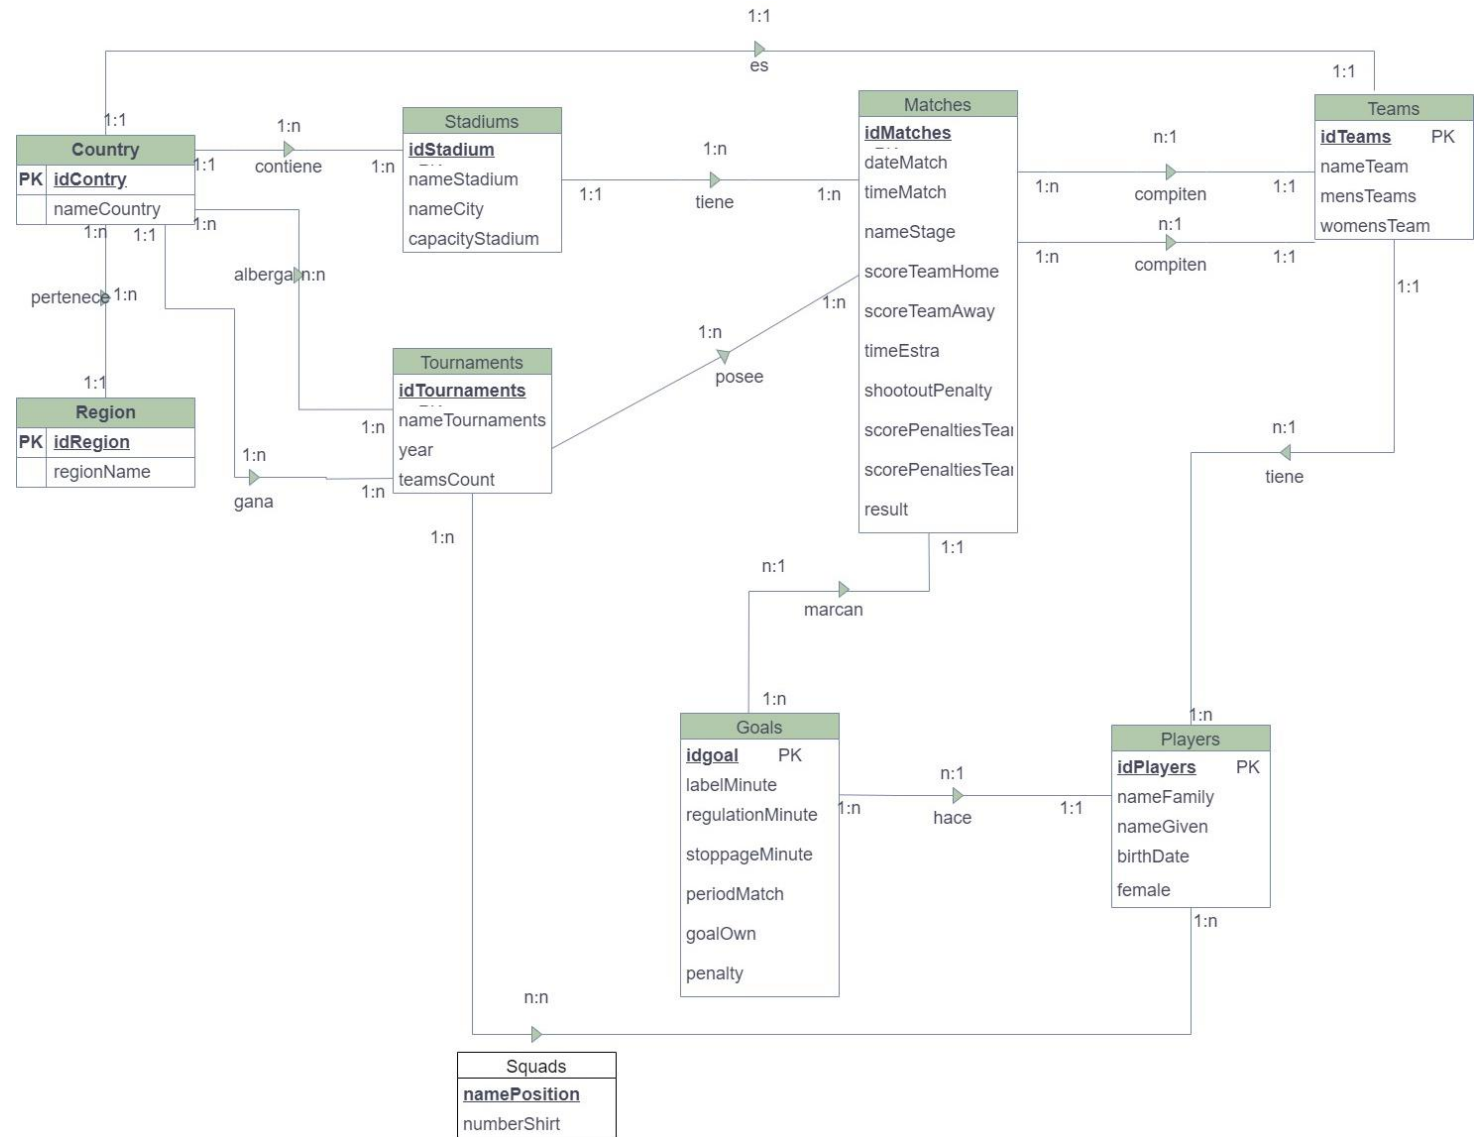 1:1
es
1:1
1:1
Country
PK idContry
nameCountry
1:n
contiene
1:1
1:n
Stadiums
idStadium
nameStadium
nameCity
capacityStadium
1:n
tiene
1:1
1:n
Matches
idMatches
dateMatch
timeMatch
nameStage
scoreTeamHome
scoreTeamAway
timeEstra
shootoutPenalty
scorePenaltiesTear
scorePenaltiesTear
result
n:1
compiten
1:n
1:1
n:1
compiten
1:n
1:1
Teams
idTeams PK
nameTeam
mensTeams
womensTeam
1:n
1:1
1:n
pertenece 1:n
1:1
alberga n:n
1:n
Region
PK idRegion
regionName
1:n
gana
1:n
Tournaments
idTournaments
nameTournaments
year
teamsCount
1:n
posee
1:n
1:1
n:1
tiene
1:n
1:n
1:1
n:1
marcan
1:n
Goals
idgoal PK
labelMinute
regulationMinute
stoppageMinute
periodMatch
goalOwn
penalty
n:1
hace
1:n
1:1
Players
idPlayers PK
nameFamily
nameGiven
birthDate
female
1:n
n:n
Squads
namePosition
numberShirt